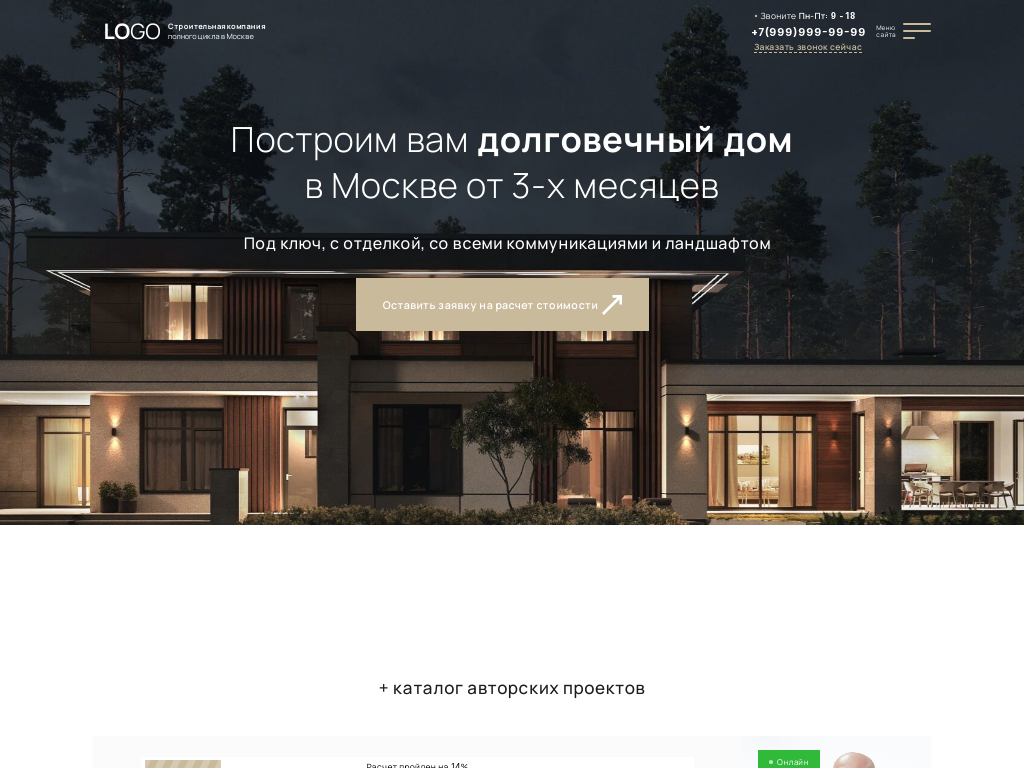 LOGO
Строительная компания
полного цикла в Москве
• Звоните Пн-Пт: 9 - 18
+7(999)999-99-99
Заказать звонок сейчас
Меню
сайта
Построим вам долговечный дом
в Москве от 3-х месяцев
Под ключ, с отделкой, со всеми коммуникациями и ландшафтом
Оставить заявку на расчет стоимости
+ каталог авторских проектов
Расчет пройден на 14%
Онлайн